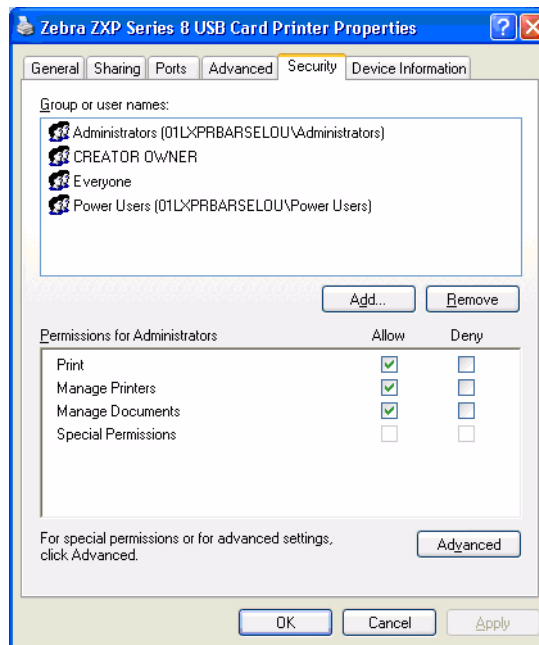 Zebra ZXP Series 8 USB Card Printer Properties
General Sharing Ports Advanced Security Device Information
Group or user names:
Administrators (01LXPRBARSELOU\Administrators)
CREATOR OWNER
Everyone
Power Users (01LXPRBARSELOU\Power Users)
Add... Remove
Permissions for Administrators Allow Deny
Print
Manage Printers
Manage Documents
Special Permissions
For special permissions or for advanced settings,
click Advanced.
Advanced
OK Cancel Apply